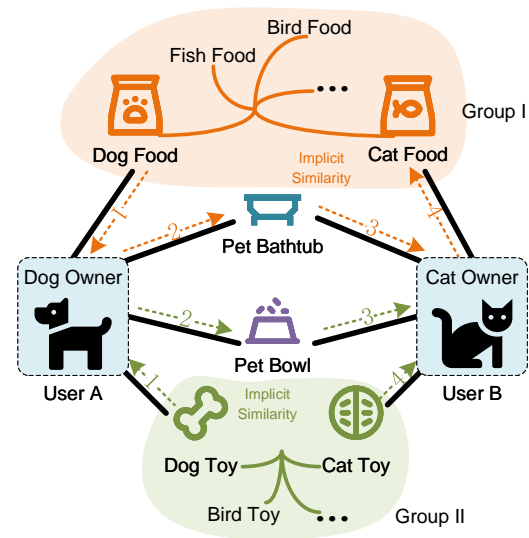 Bird Food
Fish Food
...
Group I
Dog Food
Cat Food
Implicit
Similarity
1
2
3
4
Pet Bathtub
Dog Owner
Cat Owner
2
3
Pet Bowl
User A
User B
1
Implicit
Similarity
4
Dog Toy
Cat Toy
Bird Toy
...
Group II